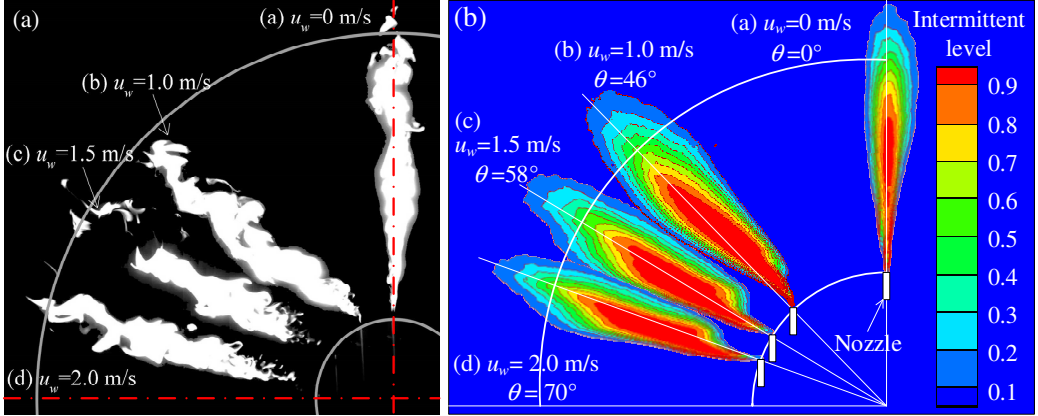 (a)
(a) u_w=0 m/s
(b) u_w=1.0 m/s
(c) u_w=1.5 m/s
(d) u_w=2.0 m/s
(b)
(a) u_w=0 m/s
θ=0°
(b) u_w=1.0 m/s
θ=46°
(c)
u_w=1.5 m/s
θ=58°
(d) u_w= 2.0 m/s
θ=70°
Nozzle
Intermittent
level
0.9
0.8
0.7
0.6
0.5
0.4
0.3
0.2
0.1